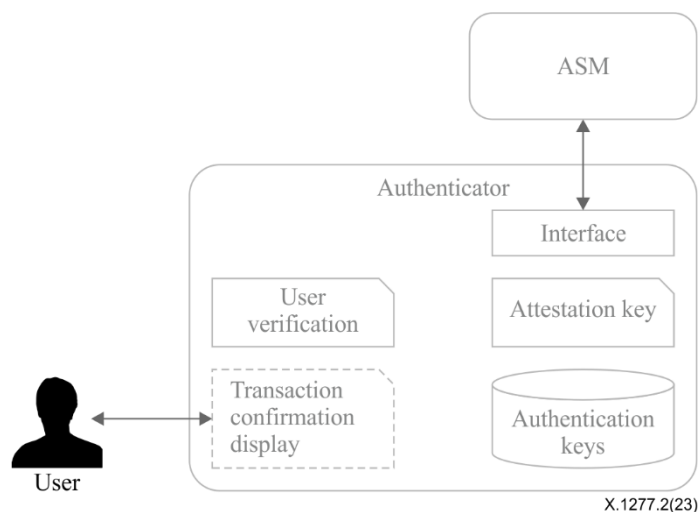 ASM
Authenticator
Interface
User
verification
Attestation key
Transaction
confirmation
display
Authentication
keys
User
X.1277.2(23)